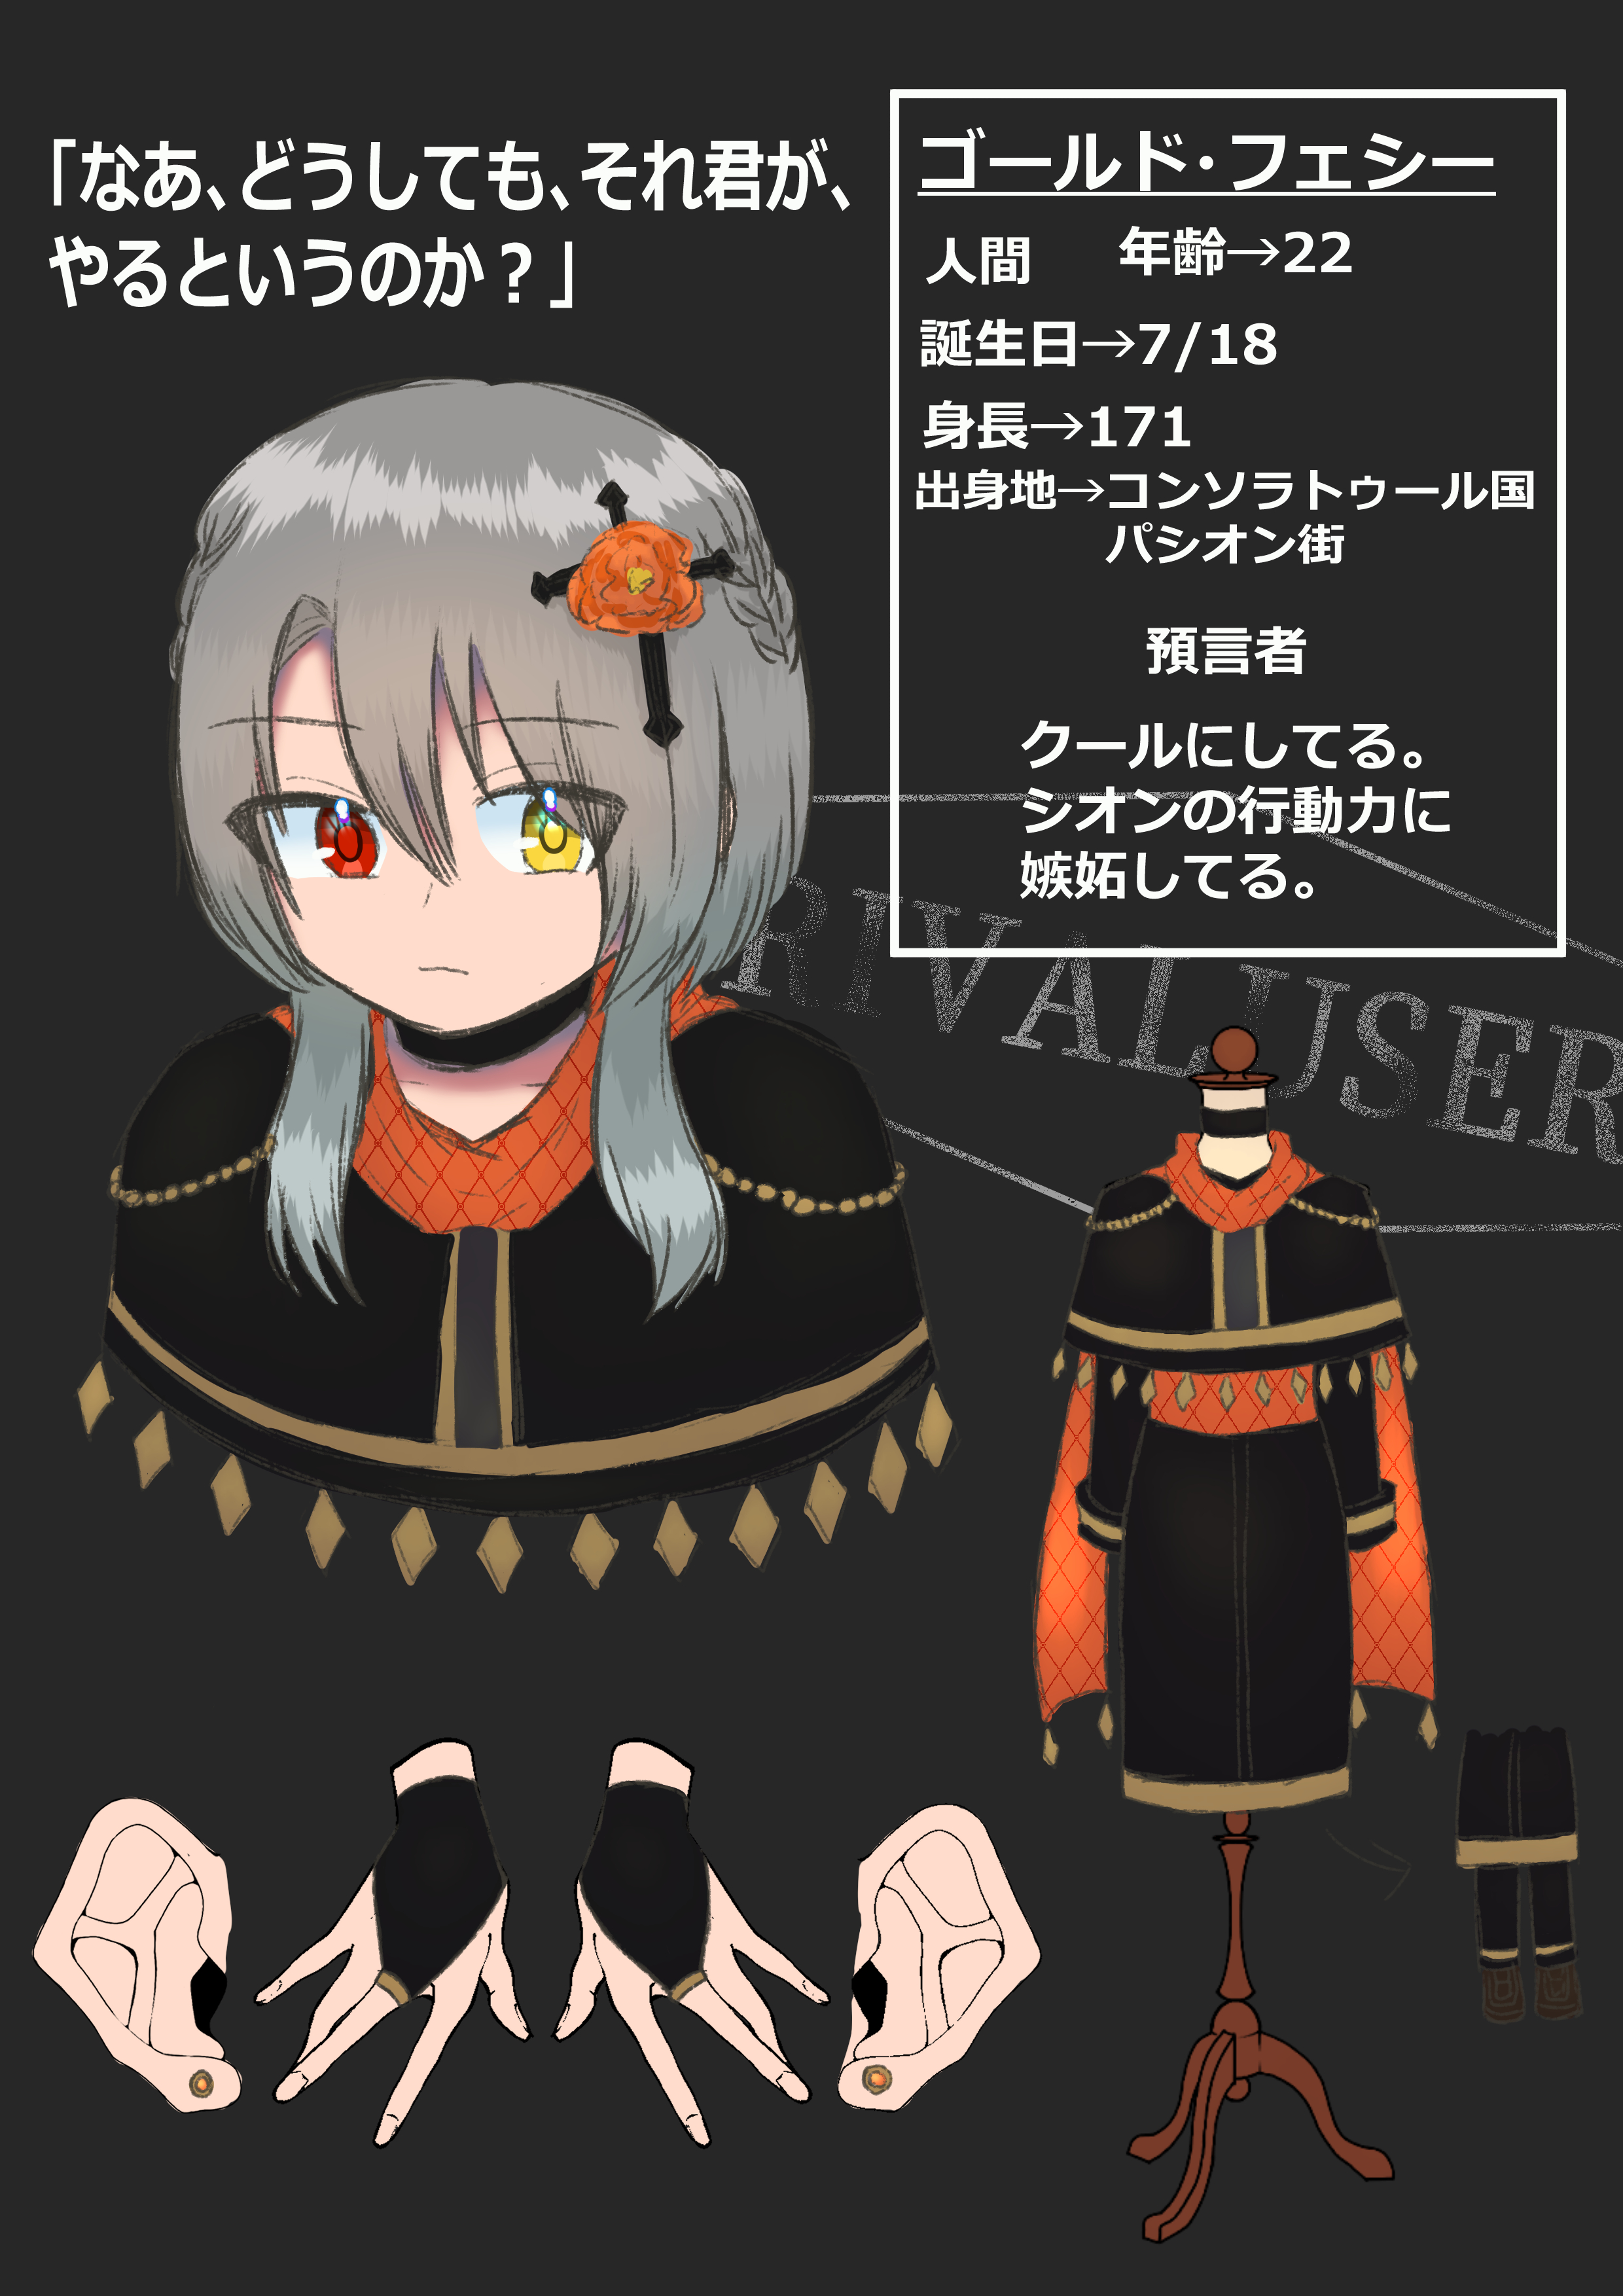 「なあ、どうしても、それ君が、
やるというのか？」
ゴールド・フェシー
人間 年齢→22
誕生日→7/18
身長→171
出身地→コンソラトゥール国
パシオン街
預言者
クールにしてる。
シオンの行動力に
嫉妬してる。
RIVALUSER